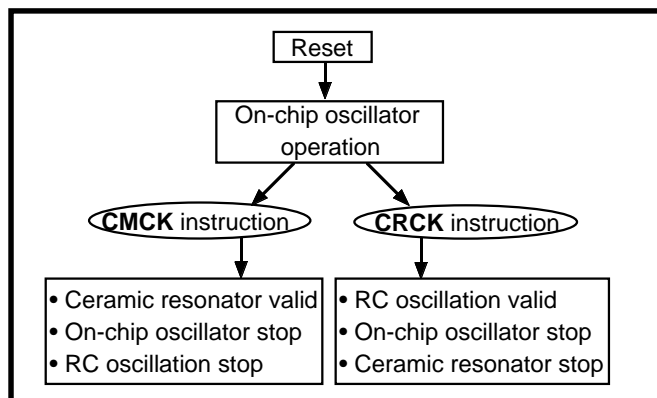 Reset
On-chip oscillator
operation
CMCK instruction
CRCK instruction
• Ceramic resonator valid
• On-chip oscillator stop
• RC oscillation stop
• RC oscillation valid
• On-chip oscillator stop
• Ceramic resonator stop